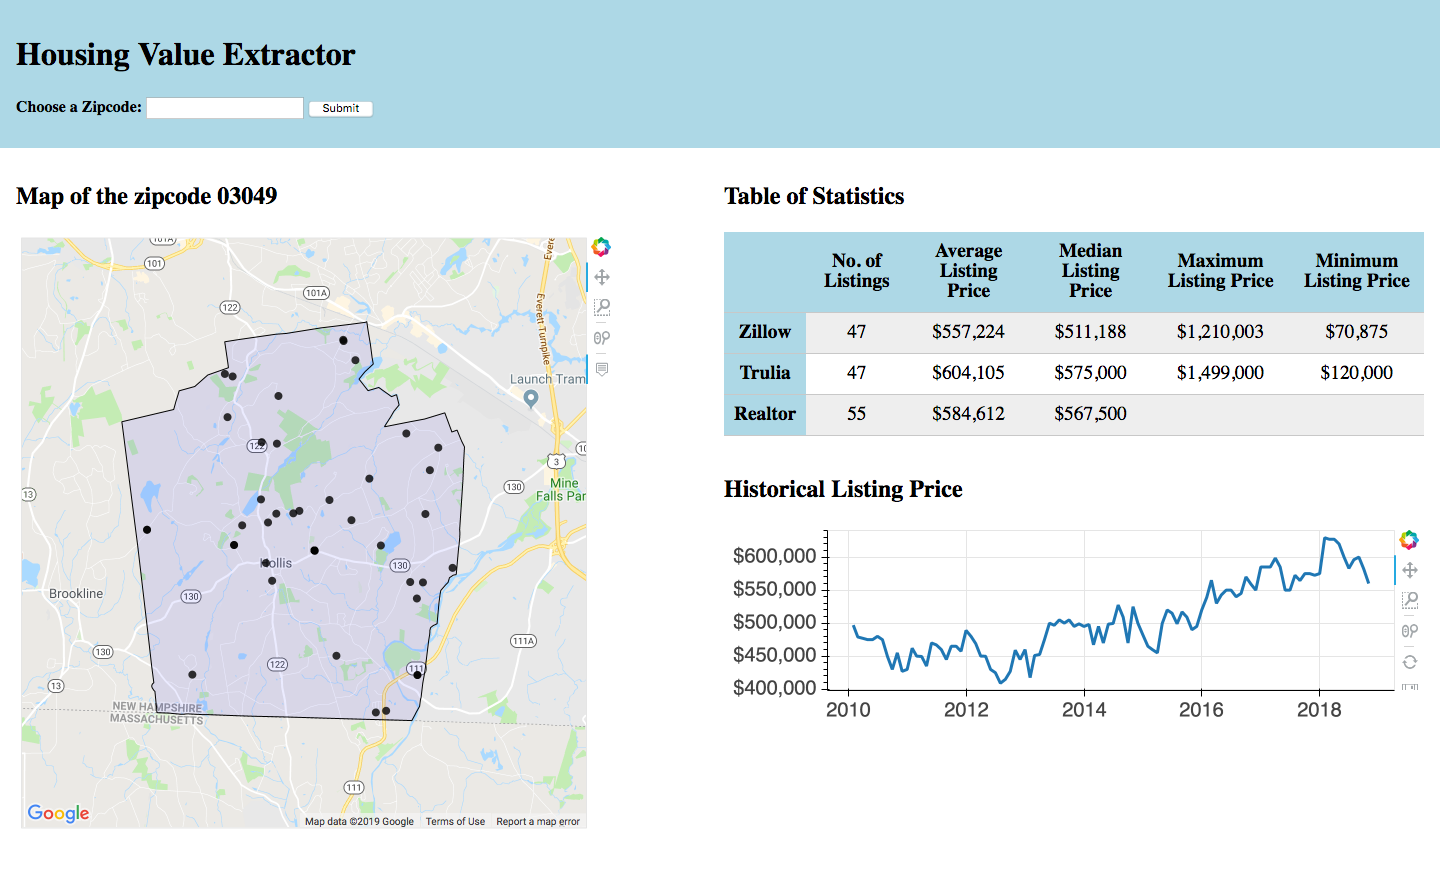 Housing Value Extractor
Choose a Zipcode:
Submit
Map of the zipcode 03049
101A
101
Evere
101A
122
Everett Turnpike
Launch Tram
122
10
3
13
130
Mine
Falls Par
Hollis
130
Brookline
130
130
122
111A
111
13
NEW HAMPSHIRE
MASSACHUSETTS
111
Google
Map data ©2019 Google
Terms of Use
Report a map error
Table of Statistics
No. of
Listings
Average
Listing
Price
Median
Listing
Price
Maximum
Listing Price
Minimum
Listing Price
Zillow 47 $557,224 $511,188 $1,210,003 $70,875
Trulia 47 $604,105 $575,000 $1,499,000 $120,000
Realtor 55 $584,612 $567,500
Historical Listing Price
$600,000
$550,000
$500,000
$450,000
$400,000
2010 2012 2014 2016 2018